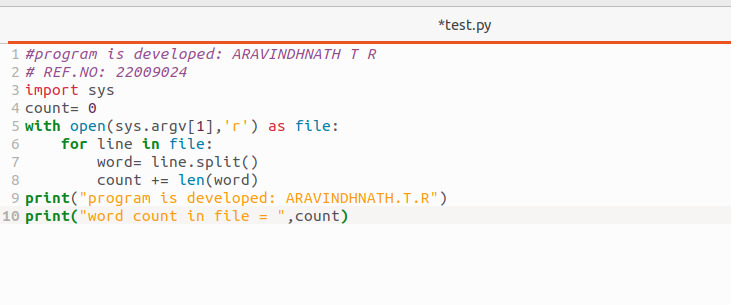 *test.py
1 #program is developed: ARAVINDHNATH T R
2 # REF.NO: 22009024
3 import sys
4 count= 0
5 with open(sys.argv[1],'r') as file:
6     for line in file:
7         word= line.split()
8         count += len(word)
9 print("program is developed: ARAVINDHNATH.T.R")
10 print("word count in file = ",count)